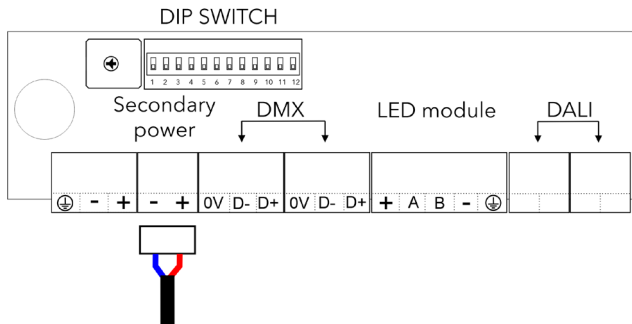 DIP SWITCH
1 2 3 4 5 6 7 8 9 10 11 12
Secondary
power
DMX
LED module
DALI
- + - + 0V D- D+ 0V D- D+ + A B -